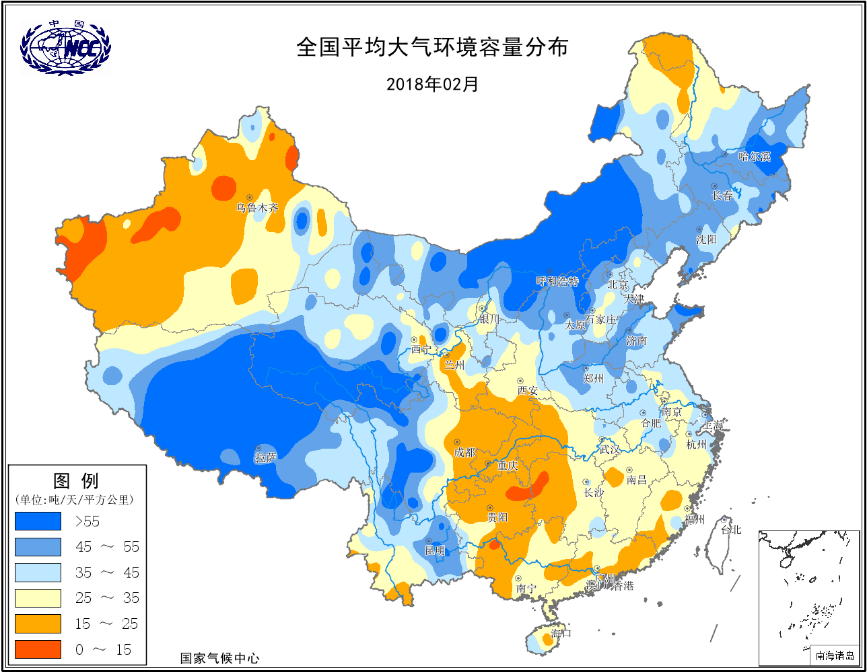 中 国
NCC
全国平均大气环境容量分布
2018年02月
哈尔滨
长春
乌鲁木齐
沈阳
呼和浩特
北京
天津
银川
太原
石家庄
济南
西宁
兰州
郑州
西安
南京
合肥
上海
拉萨
成都
武汉
杭州
重庆
南昌
长沙
贵阳
福州
台北
昆明
广州
南宁
澳门
香港
海口
图 例
(单位:吨/天/平方公里)
>55
45 ～ 55
35 ～ 45
25 ～ 35
15 ～ 25
0 ～ 15
国家气候中心
南海诸岛